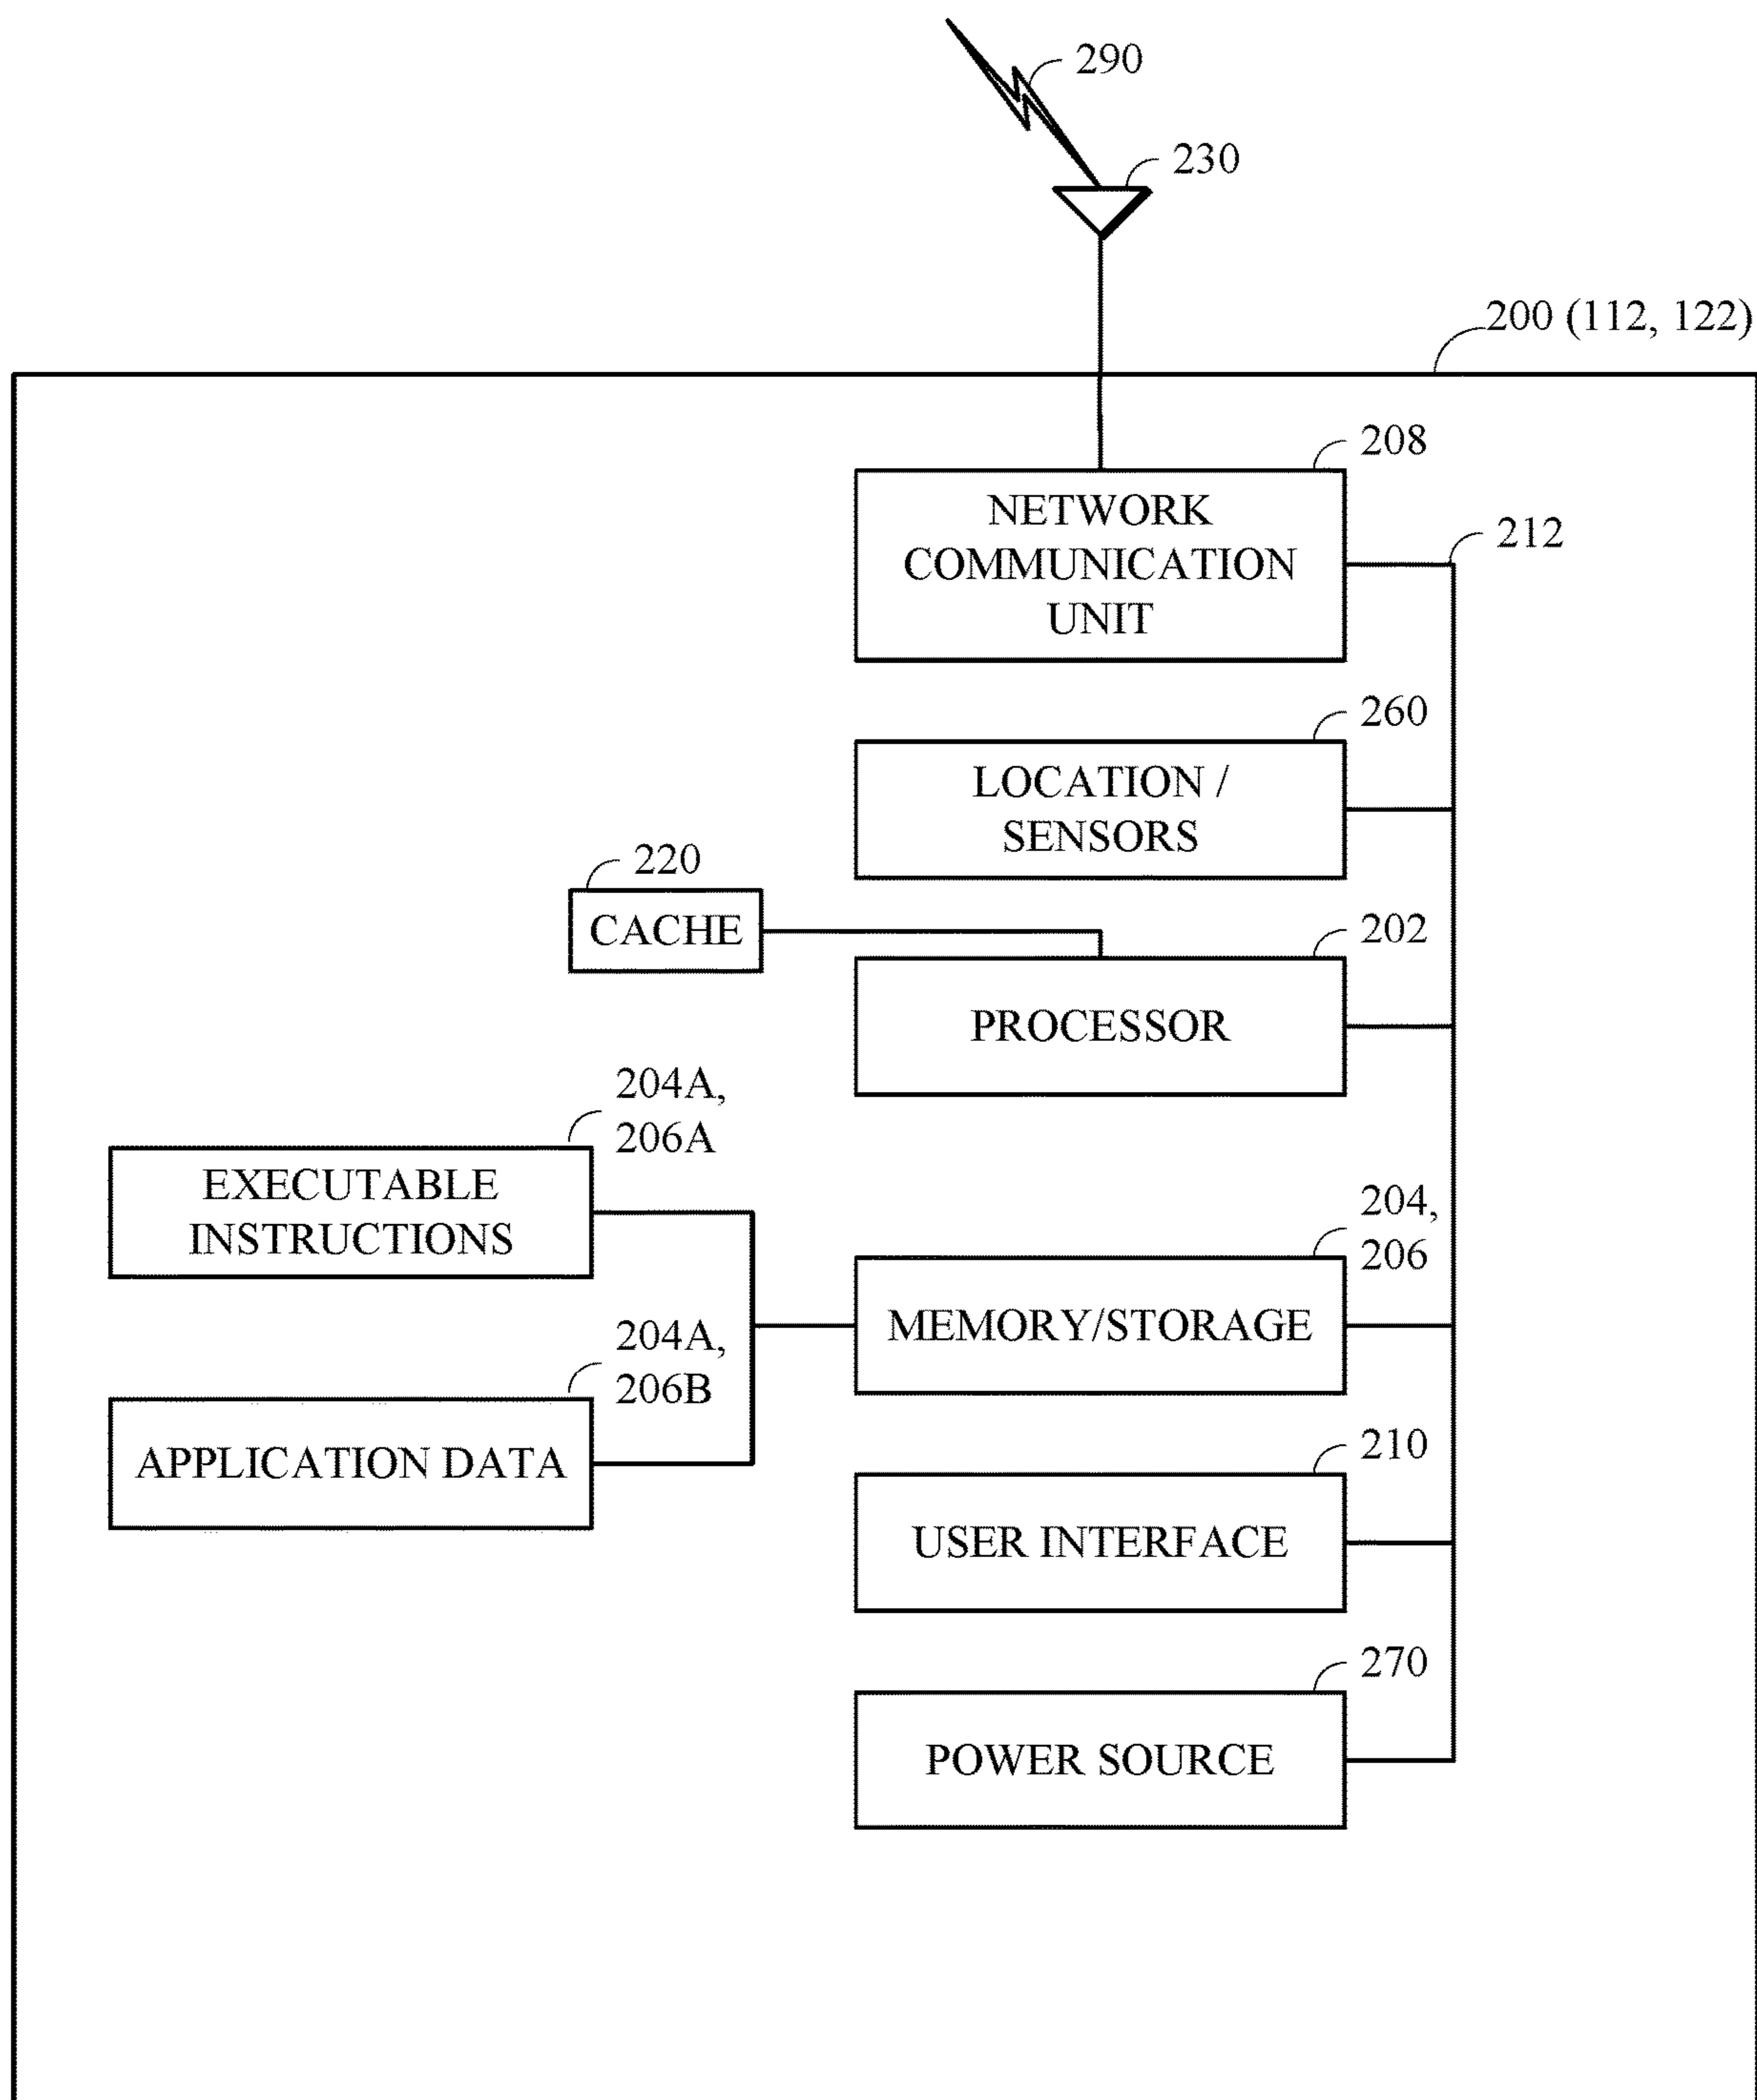 290
230
200 (112, 122)
208
NETWORK
COMMUNICATION
UNIT
212
260
LOCATION /
SENSORS
220
CACHE
202
PROCESSOR
204A,
206A
EXECUTABLE
INSTRUCTIONS
204,
206
MEMORY/STORAGE
204A,
206B
APPLICATION DATA
210
USER INTERFACE
270
POWER SOURCE